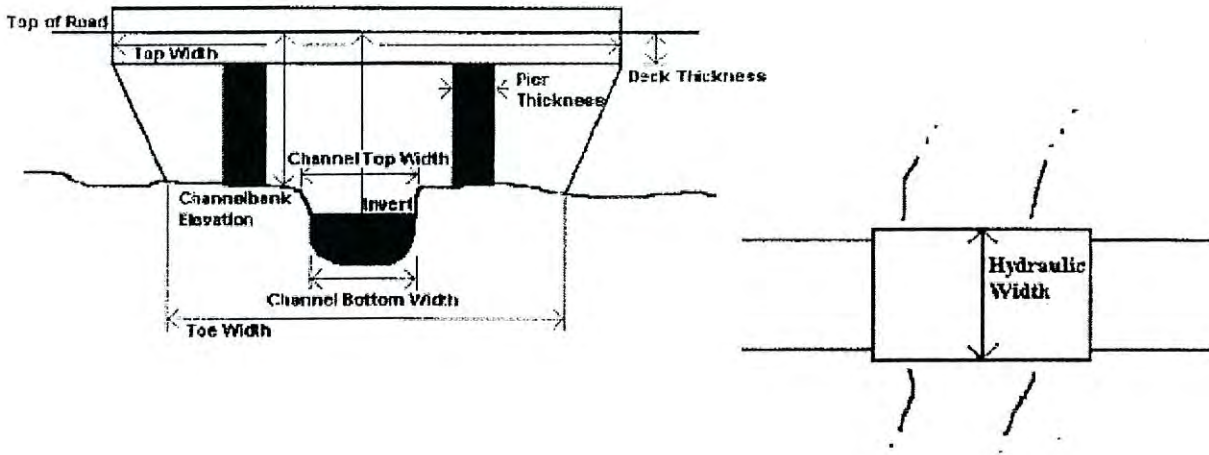 Top of Road
Top Width
Deck Thickness
Pier
Thickness
Channel Top Width
Channelbank
Elevation
Invert
Channel Bottom Width
Toe Width
Hydraulic
Width